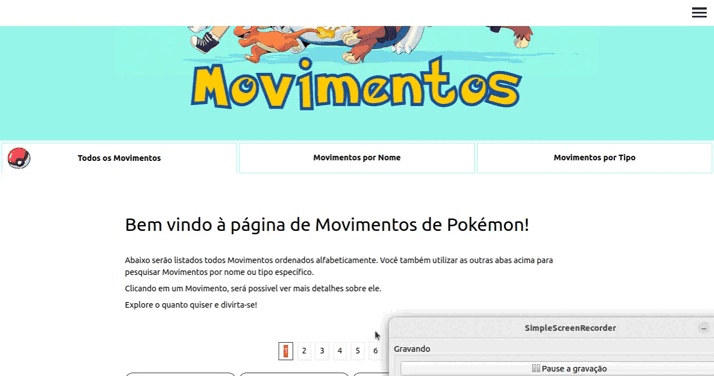 Movimentos
Todos os Movimentos
Movimentos por Nome
Movimentos por Tipo
Bem vindo à página de Movimentos de Pokémon!
Abaixo serão listados todos Movimentos ordenados alfabeticamente. Você também utilizar as outras abas acima para
pesquisar Movimentos por nome ou tipo específico.
Clicando em um Movimento, será possível ver mais detalhes sobre ele.
Explore o quanto quiser e divirta-se!
1 2 3 4 5 6
SimpleScreenRecorder
Gravando
Pause a gravação